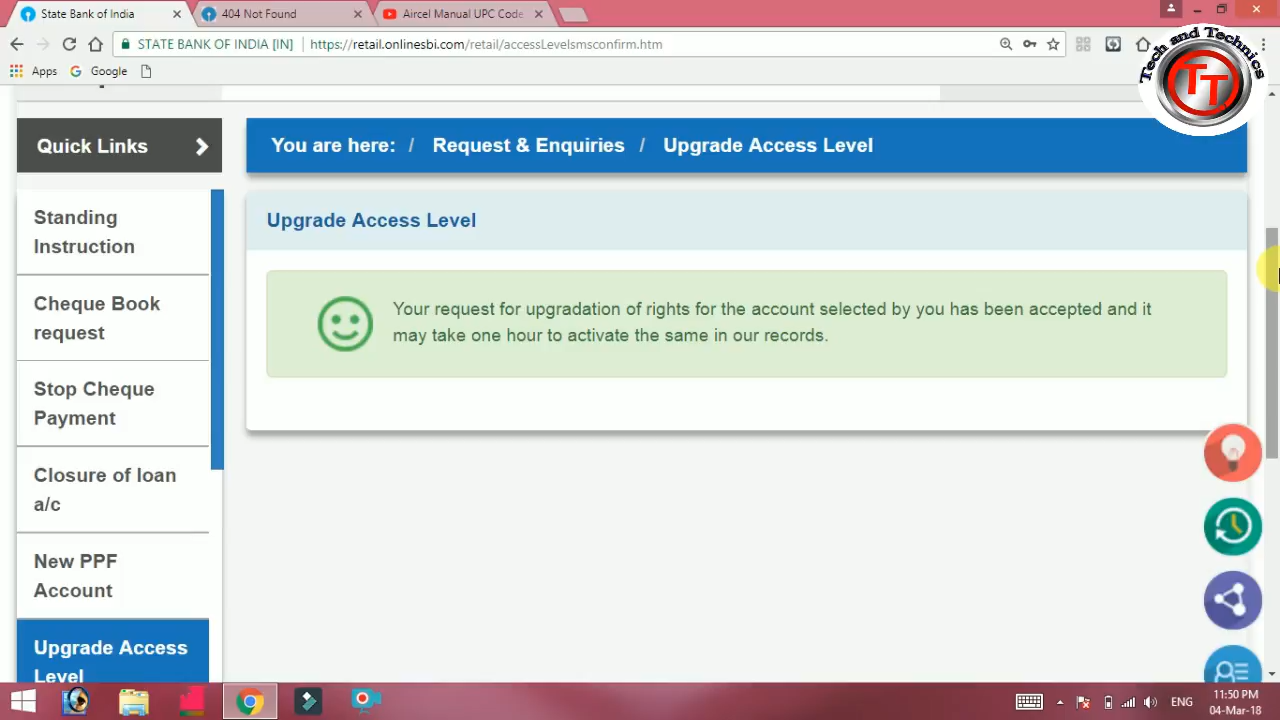 State Bank of India
404 Not Found
Aircel Manual UPC Code
STATE BANK OF INDIA [IN]
https://retail.onlinesbi.com/retail/accessLevelsmsconfirm.htm
Apps
Google
Tech and Technics
TT
Quick Links
You are here: / Request & Enquiries / Upgrade Access Level
Standing
Instruction
Cheque Book
request
Stop Cheque
Payment
Closure of loan
a/c
New PPF
Account
Upgrade Access
Level
Upgrade Access Level
Your request for upgradation of rights for the account selected by you has been accepted and it
may take one hour to activate the same in our records.
ENG
11:50 PM
04-Mar-18